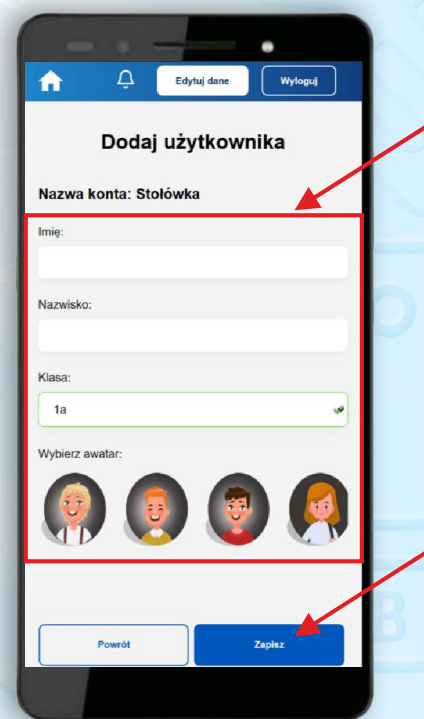 Edytuj dane
Wyloguj
Dodaj użytkownika
Nazwa konta: Stołówka
Imię:
Nazwisko:
Klasa:
1a
Wybierz awatar:
Powrót
Zapisz